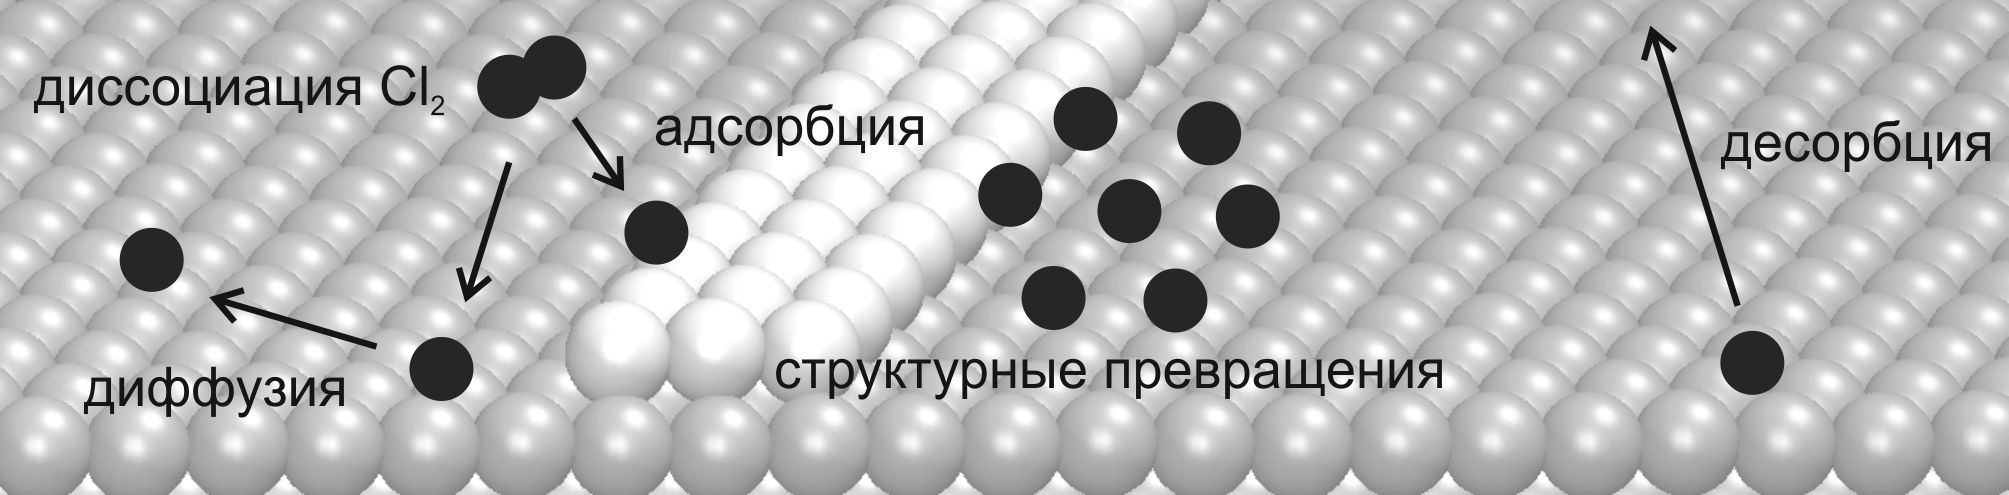 диссоциация Cl₂
адсорбция
десорбция
структурные превращения
диффузия